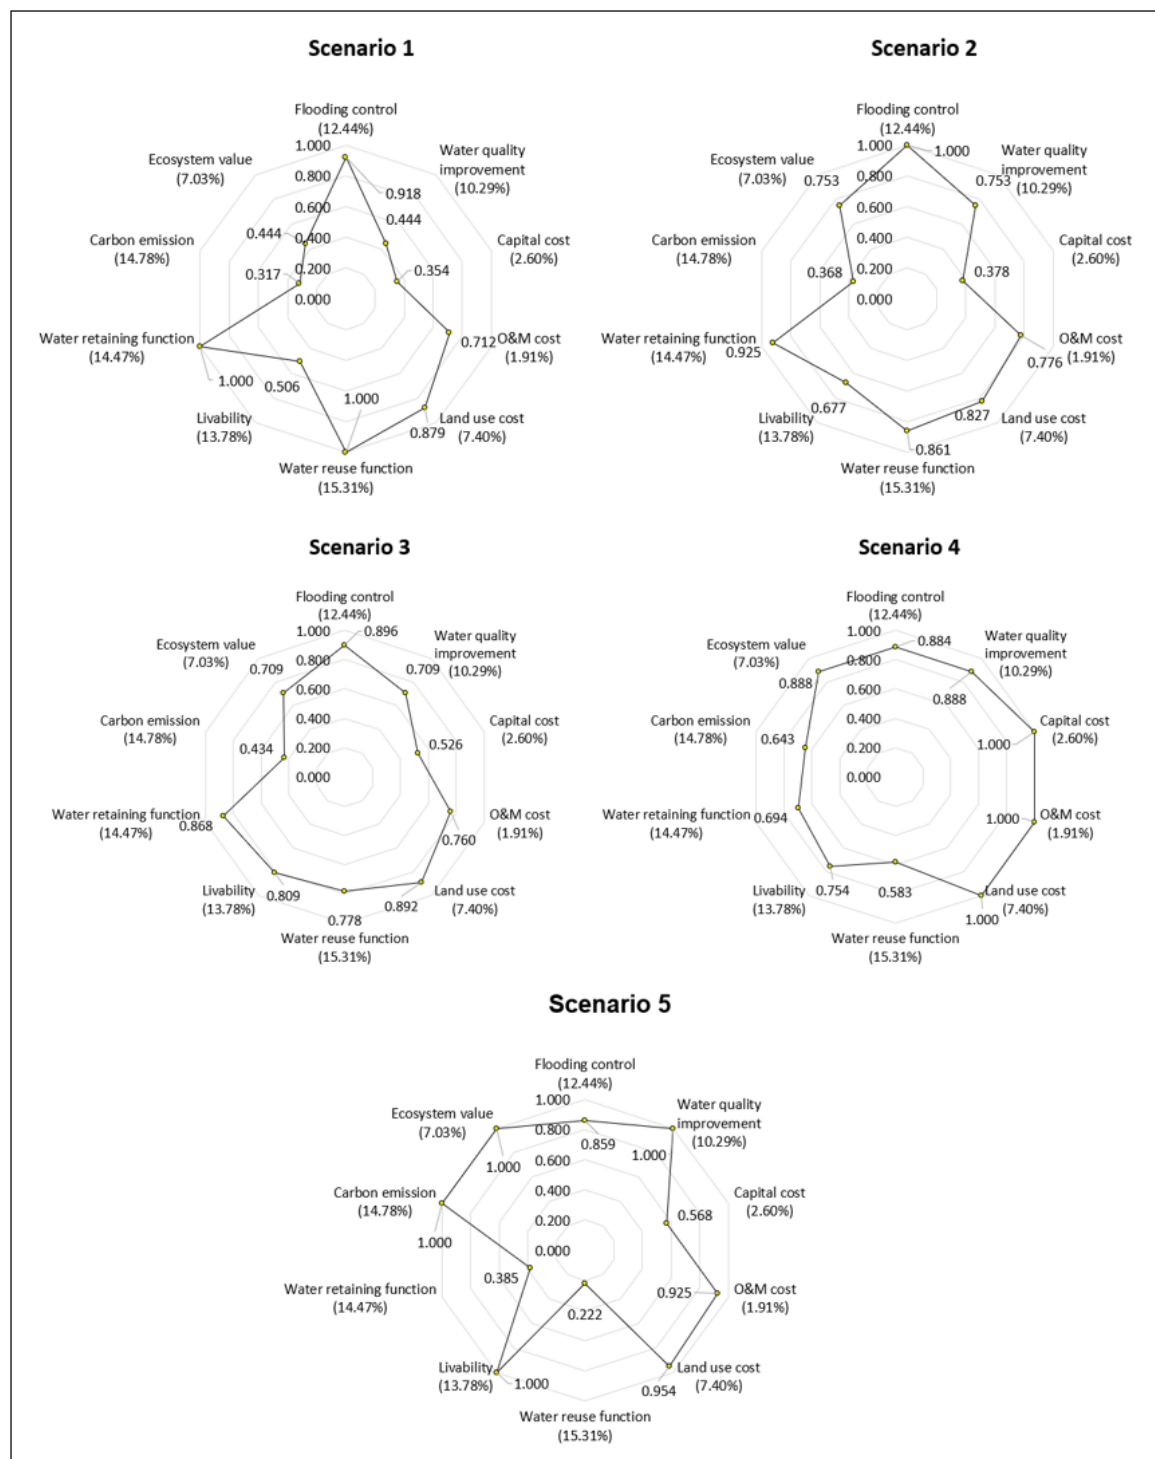 Scenario 1
Flooding control
(12.44%)
Water quality
improvement
(10.29%)
Capital cost
(2.60%)
O&M cost
(1.91%)
Land use cost
(7.40%)
Water reuse function
(15.31%)
Livability
(13.78%)
Water retaining function
(14.47%)
Carbon emission
(14.78%)
Ecosystem value
(7.03%)
1.000
0.800
0.600
0.400
0.200
0.000
0.918
0.444
0.354
0.712
0.879
1.000
0.506
1.000
0.317
0.444
Scenario 2
Flooding control
(12.44%)
Water quality
improvement
(10.29%)
Capital cost
(2.60%)
O&M cost
(1.91%)
Land use cost
(7.40%)
Water reuse function
(15.31%)
Livability
(13.78%)
Water retaining function
(14.47%)
Carbon emission
(14.78%)
Ecosystem value
(7.03%)
1.000
0.800
0.600
0.400
0.200
0.000
1.000
0.753
0.378
0.776
0.827
0.861
0.677
0.925
0.368
0.753
Scenario 3
Flooding control
(12.44%)
Water quality
improvement
(10.29%)
Capital cost
(2.60%)
O&M cost
(1.91%)
Land use cost
(7.40%)
Water reuse function
(15.31%)
Livability
(13.78%)
Water retaining function
(14.47%)
Carbon emission
(14.78%)
Ecosystem value
(7.03%)
1.000
0.800
0.600
0.400
0.200
0.000
0.896
0.709
0.526
0.760
0.892
0.778
0.809
0.868
0.434
0.709
Scenario 4
Flooding control
(12.44%)
Water quality
improvement
(10.29%)
Capital cost
(2.60%)
O&M cost
(1.91%)
Land use cost
(7.40%)
Water reuse function
(15.31%)
Livability
(13.78%)
Water retaining function
(14.47%)
Carbon emission
(14.78%)
Ecosystem value
(7.03%)
1.000
0.800
0.600
0.400
0.200
0.000
0.884
0.888
1.000
1.000
1.000
0.583
0.754
0.694
0.643
0.888
Scenario 5
Flooding control
(12.44%)
Water quality
improvement
(10.29%)
Capital cost
(2.60%)
O&M cost
(1.91%)
Land use cost
(7.40%)
Water reuse function
(15.31%)
Livability
(13.78%)
Water retaining function
(14.47%)
Carbon emission
(14.78%)
Ecosystem value
(7.03%)
1.000
0.800
0.600
0.400
0.200
0.000
0.859
1.000
0.568
0.925
0.954
0.222
1.000
0.385
1.000
1.000